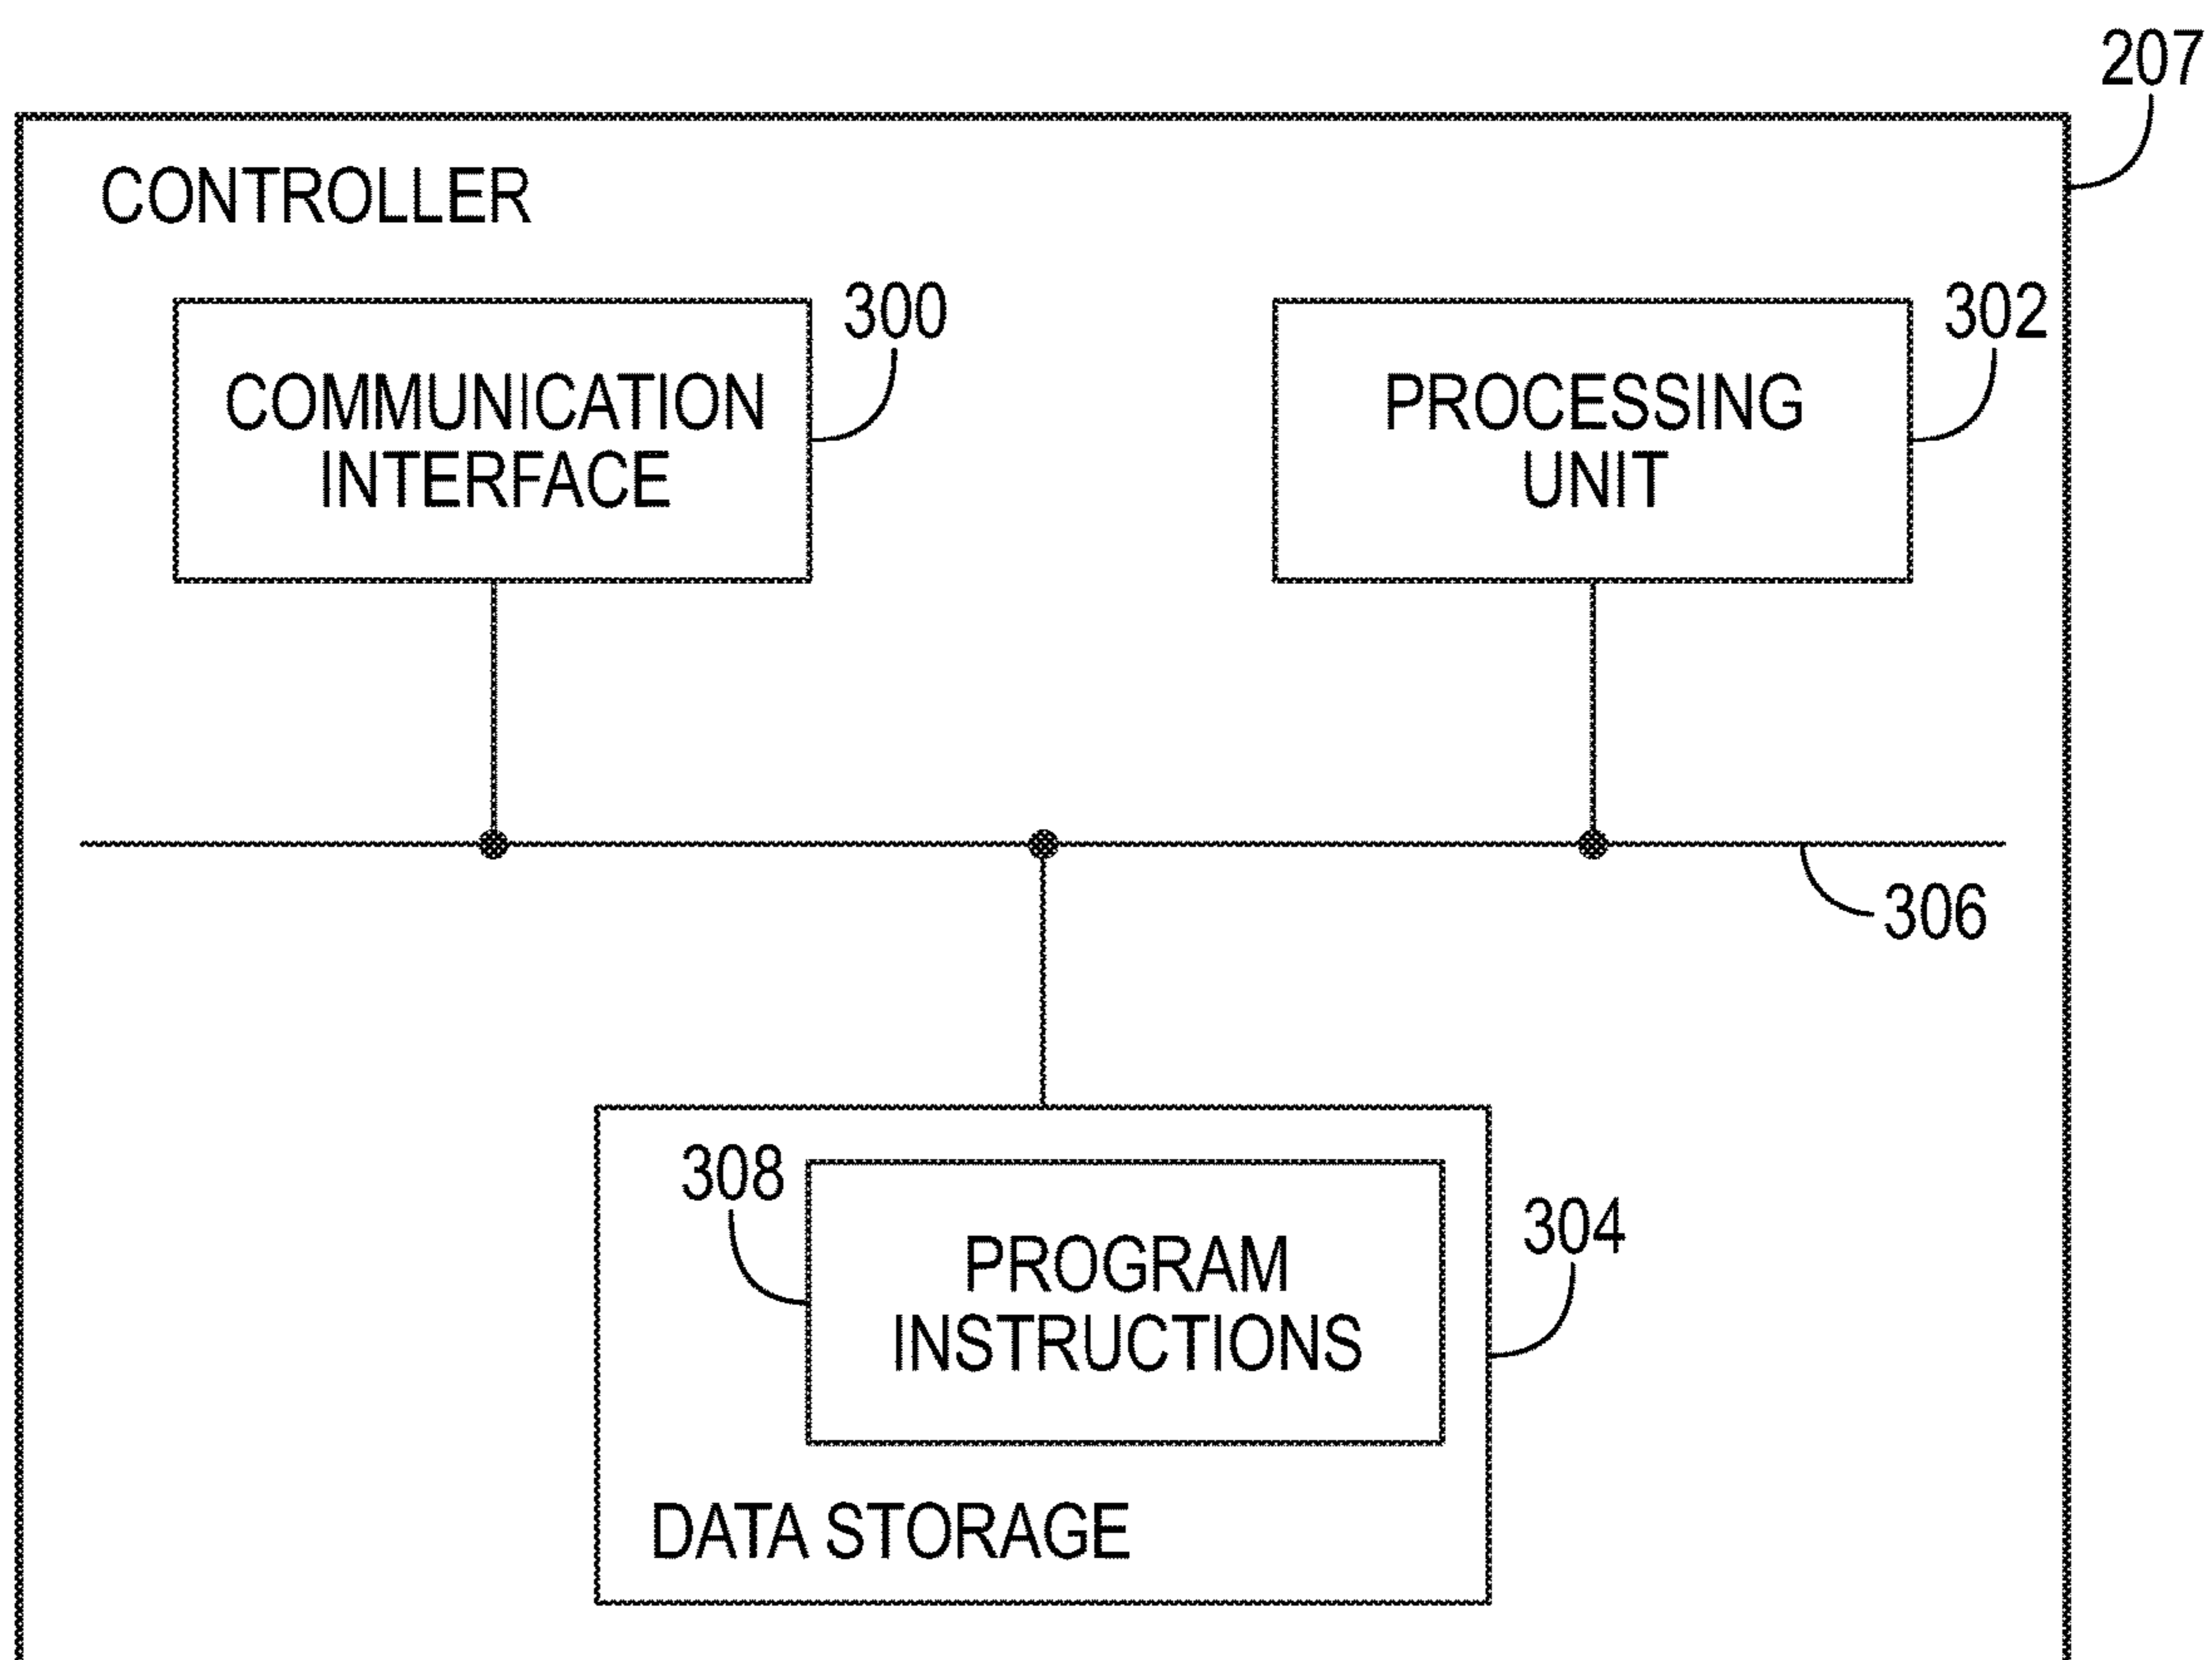 207
CONTROLLER
300
COMMUNICATION
INTERFACE
302
PROCESSING
UNIT
306
308
PROGRAM
INSTRUCTIONS
304
DATA STORAGE